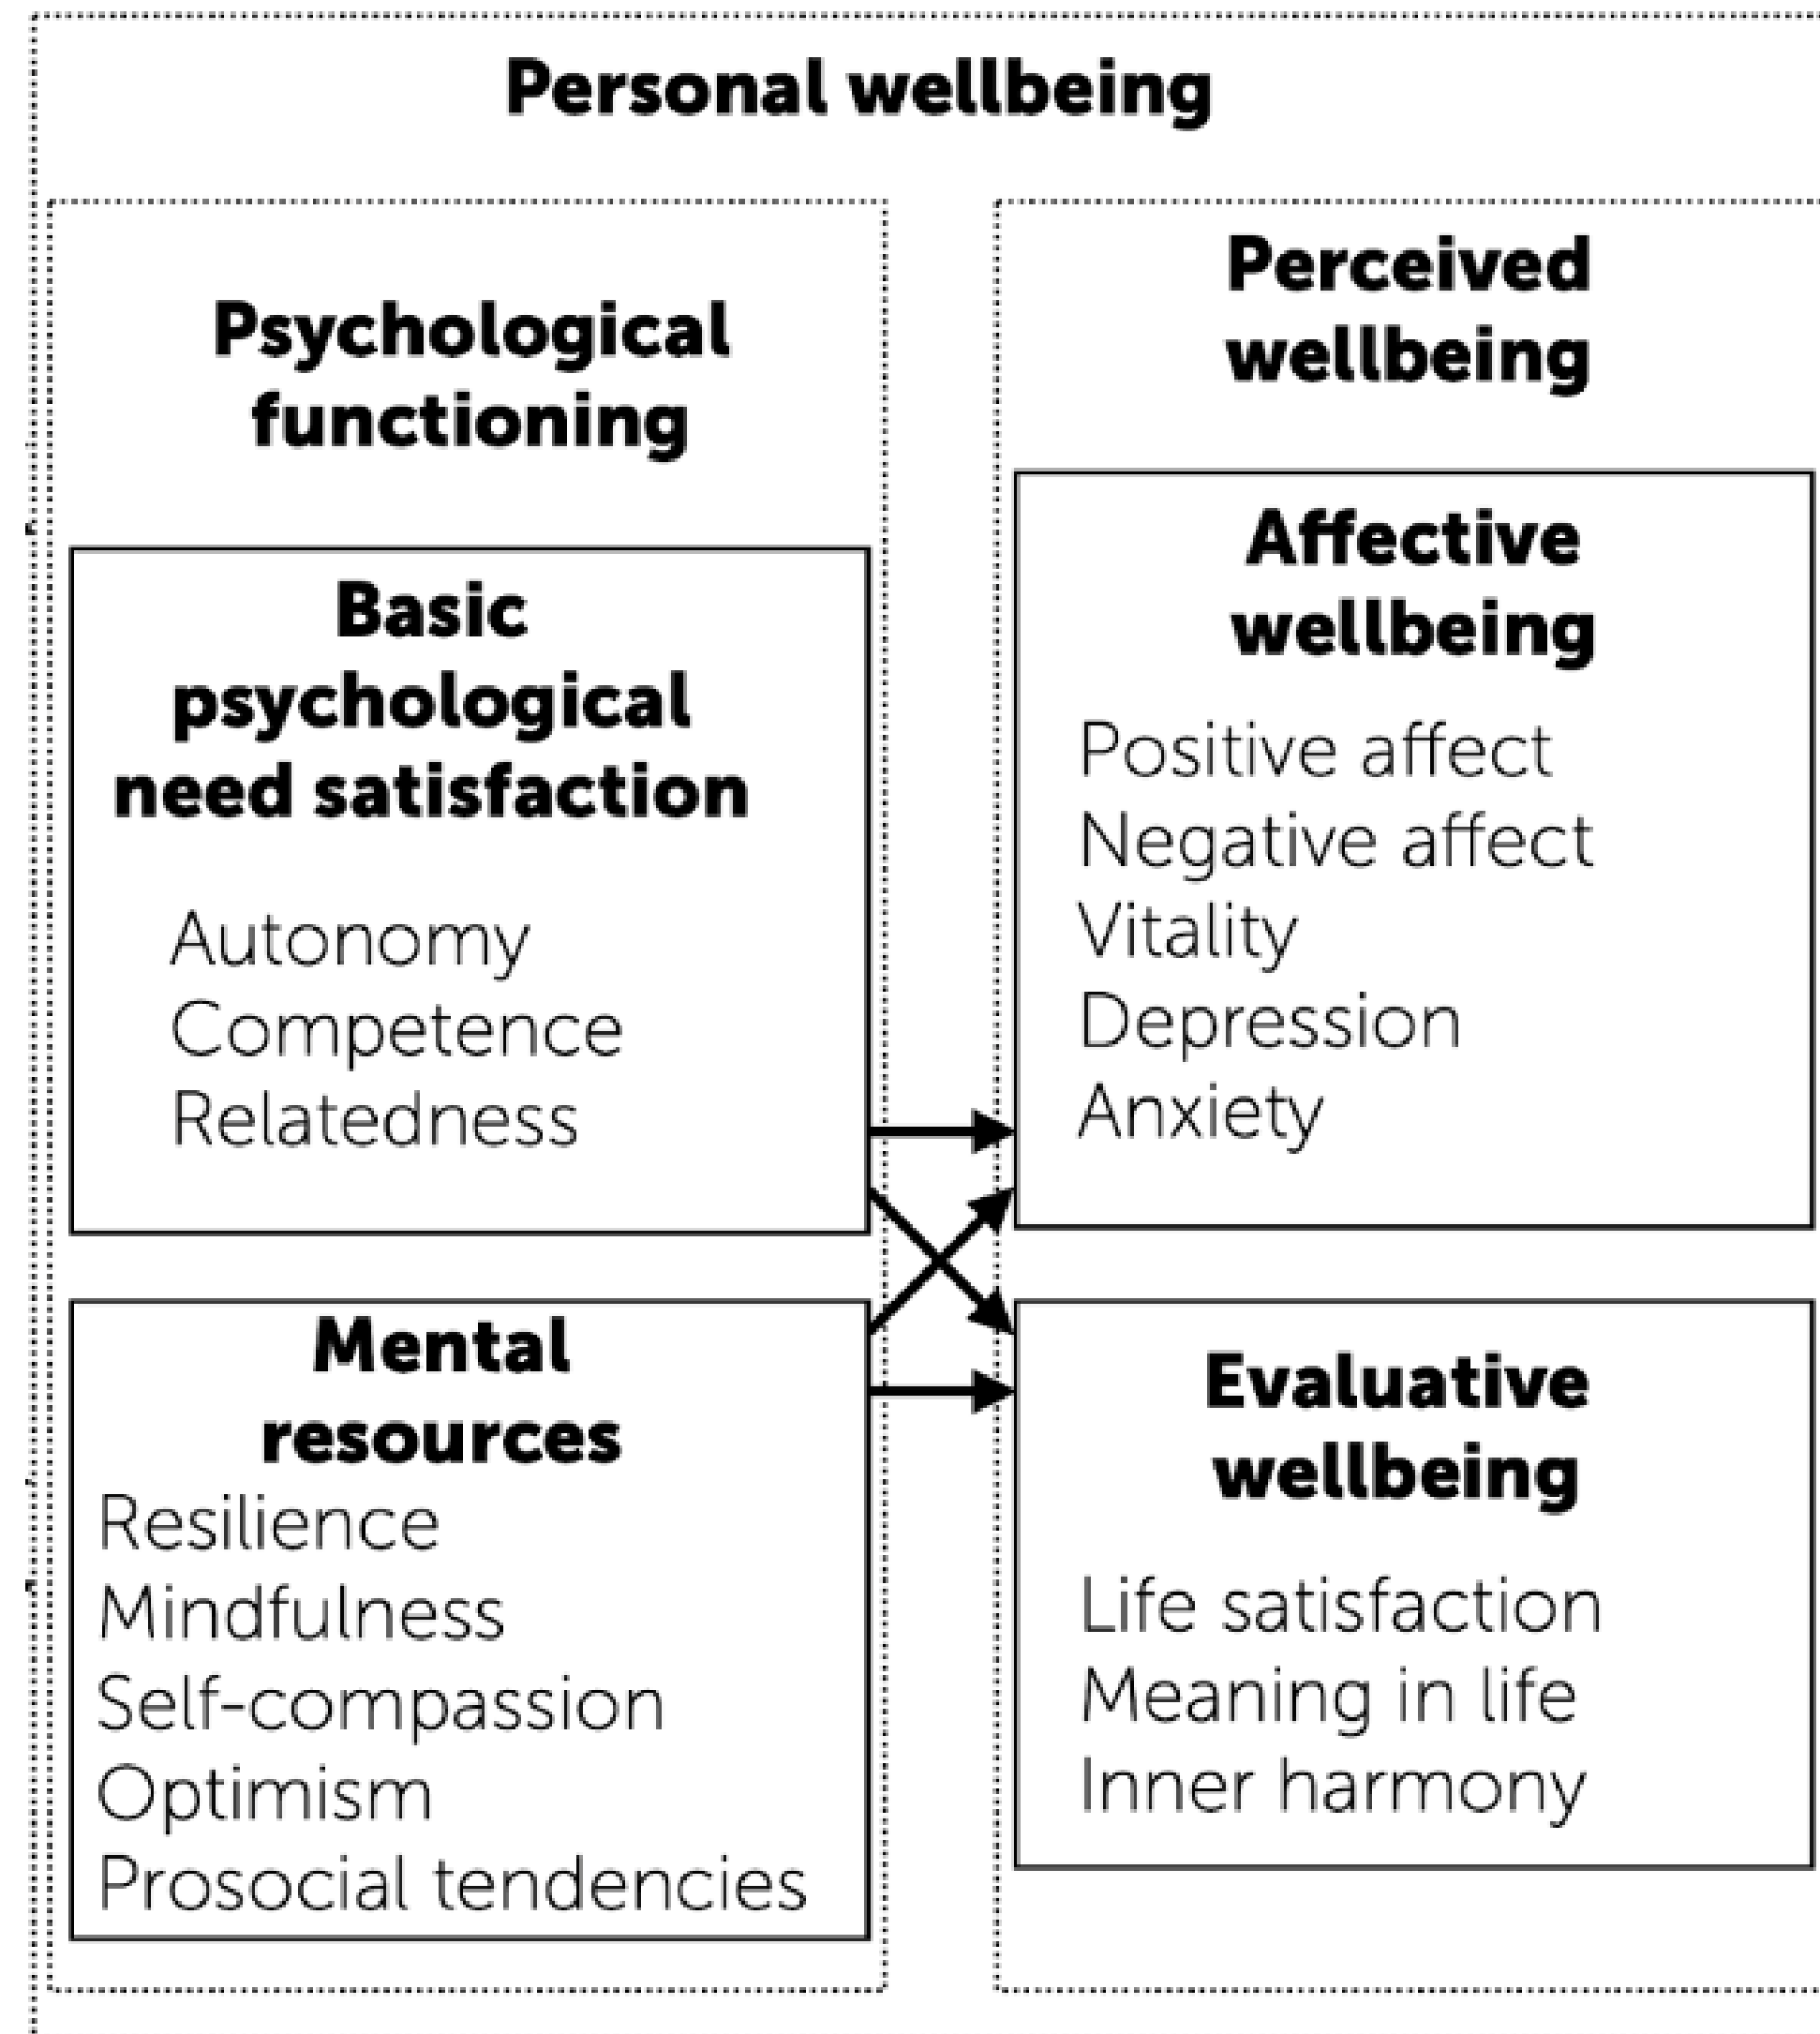 Personal wellbeing
Psychological
functioning
Basic
psychological
need satisfaction
Autonomy
Competence
Relatedness
Mental
resources
Resilience
Mindfulness
Self-compassion
Optimism
Prosocial tendencies
Perceived
wellbeing
Affective
wellbeing
Positive affect
Negative affect
Vitality
Depression
Anxiety
Evaluative
wellbeing
Life satisfaction
Meaning in life
Inner harmony